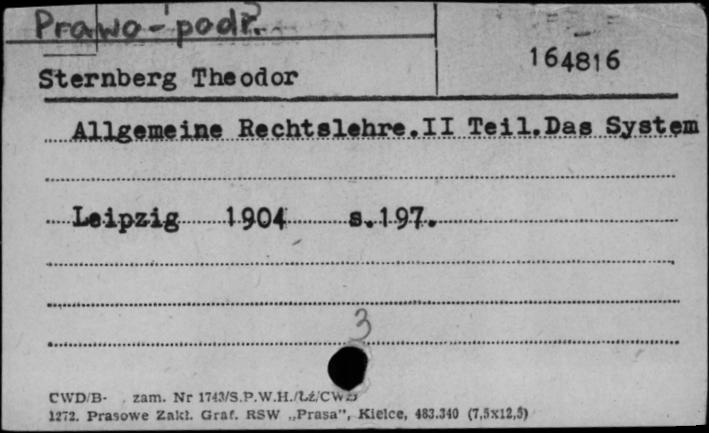 Prawo - podr.
Sternberg Theodor
164816
Allgemeine Rechtslehre.II Teil.Das System
Leipzig 1904 s.197.
3
CWD/B- zam. Nr 1743/S.P.W.H./Łź/CWD
1272. Prasowe Zakł. Graf. RSW „Prasa”, Kielce, 483.340 (7,5x12,5)